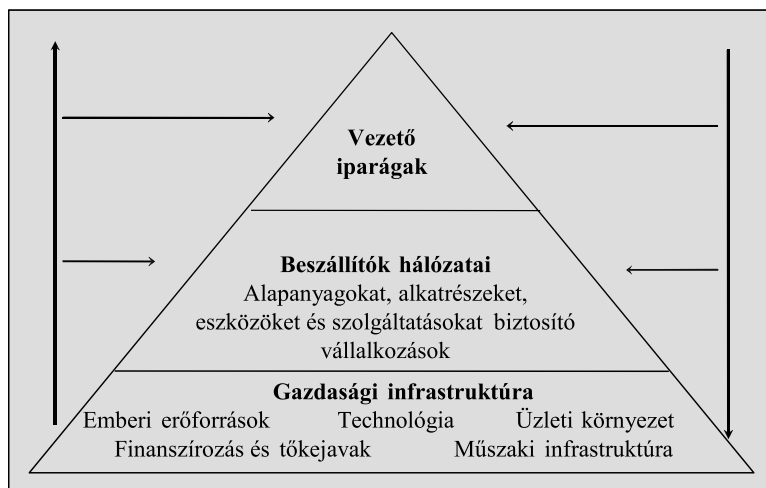 Vezető
iparágak
Beszállítók hálózatai
Alapanyagokat, alkatrészeket,
eszközöket és szolgáltatásokat biztosító
vállalkozások
Gazdasági infrastruktúra
Emberi erőforrások Technológia Üzleti környezet
Finanszírozás és tőkejavak Műszaki infrastruktúra